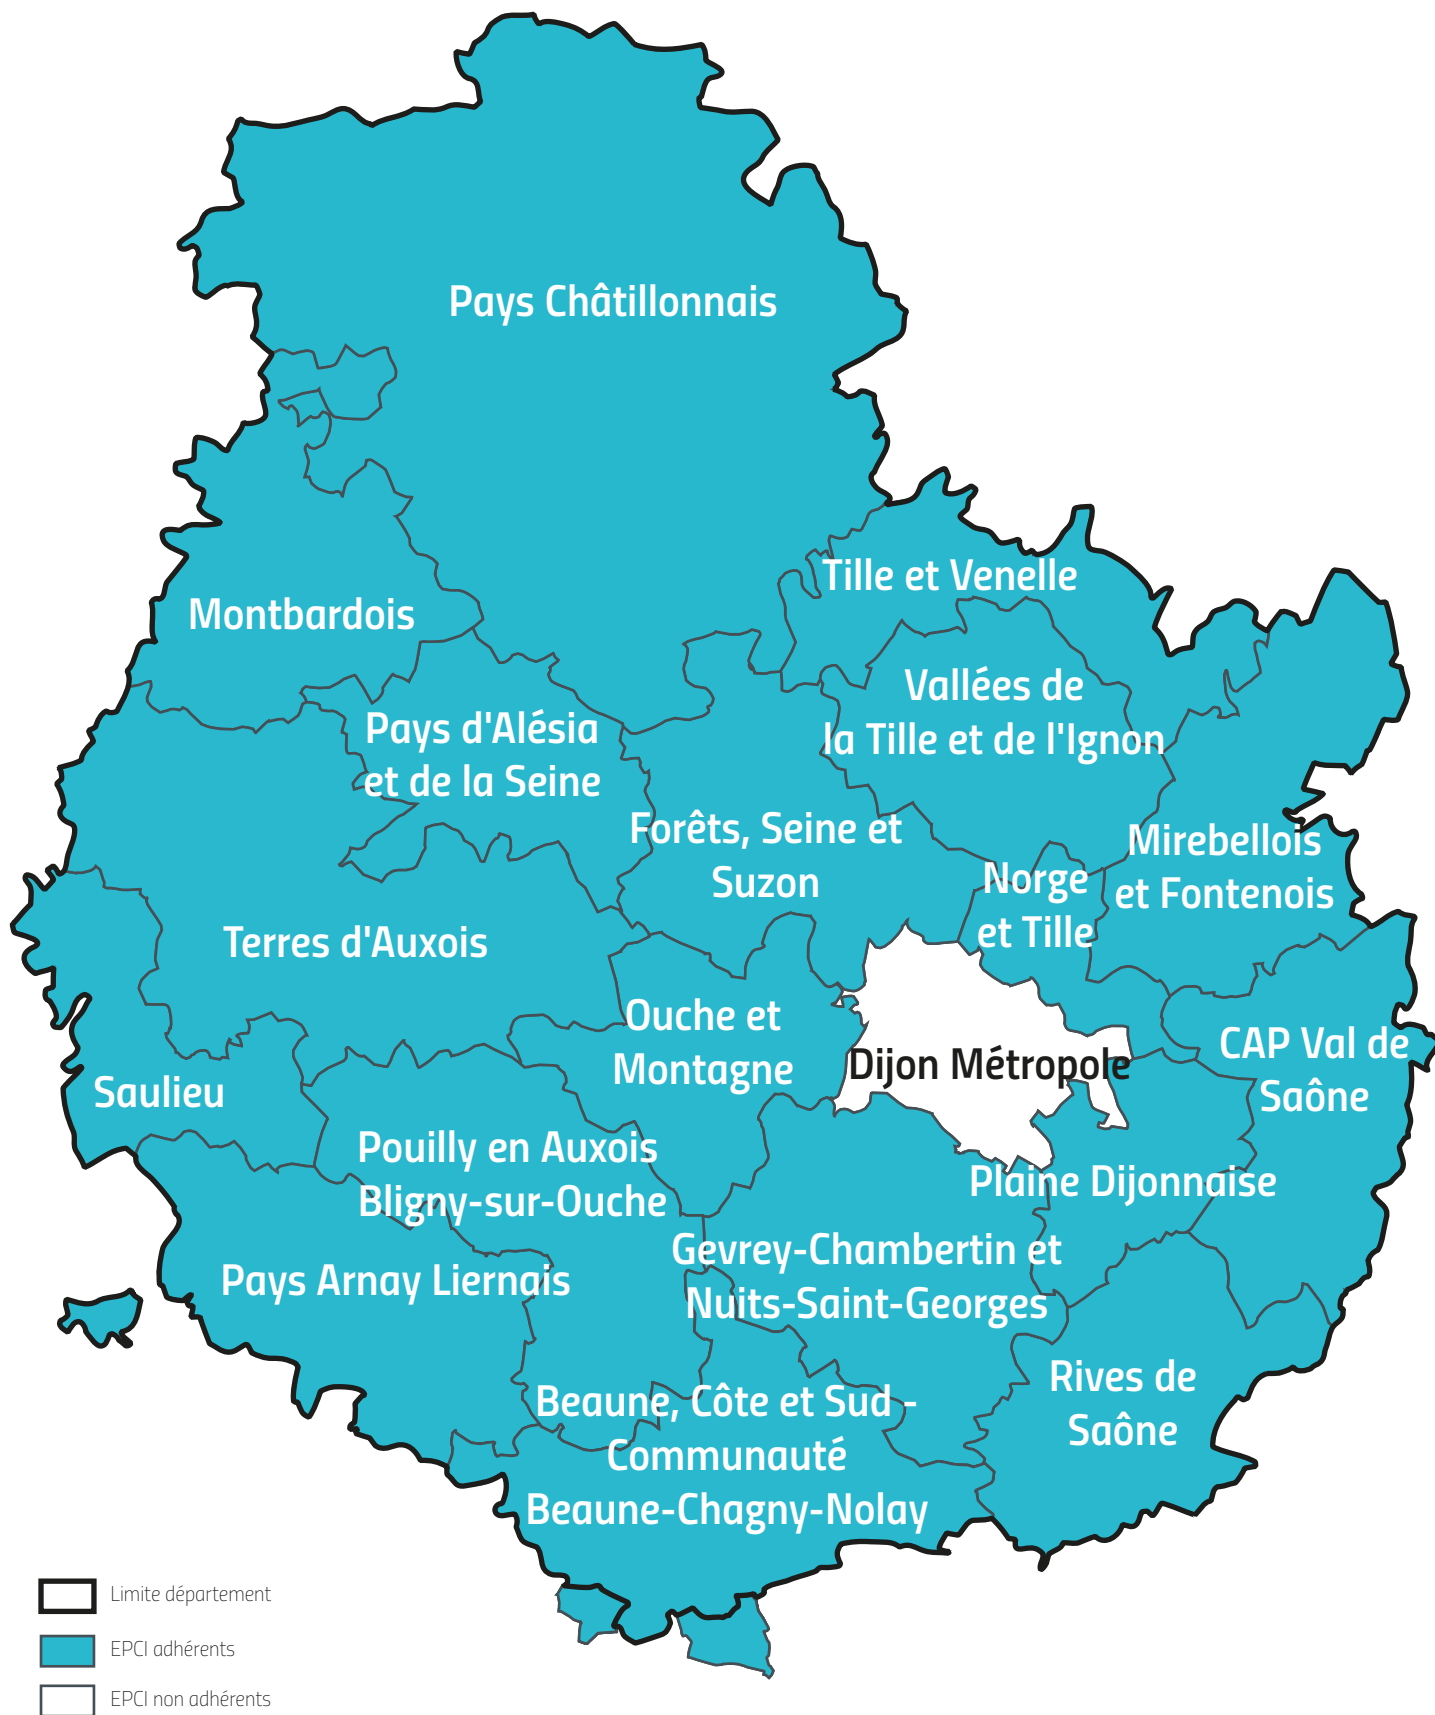 Pays Châtillonnais
Tille et Venelle
Montbardois
Vallées de
la Tille et de l'Ignon
Pays d'Alésia
et de la Seine
Forêts, Seine et
Suzon
Mirebellois
et Fontenois
Norge
et Tille
Terres d'Auxois
Ouche et
Montagne
Dijon Métropole
CAP Val de
Saône
Saulieu
Pouilly en Auxois
Bligny-sur-Ouche
Plaine Dijonnaise
Gevrey-Chambertin et
Nuits-Saint-Georges
Pays Arnay Liernais
Rives de
Saône
Beaune, Côte et Sud -
Communauté
Beaune-Chagny-Nolay
Limite département
EPCI adhérents
EPCI non adhérents